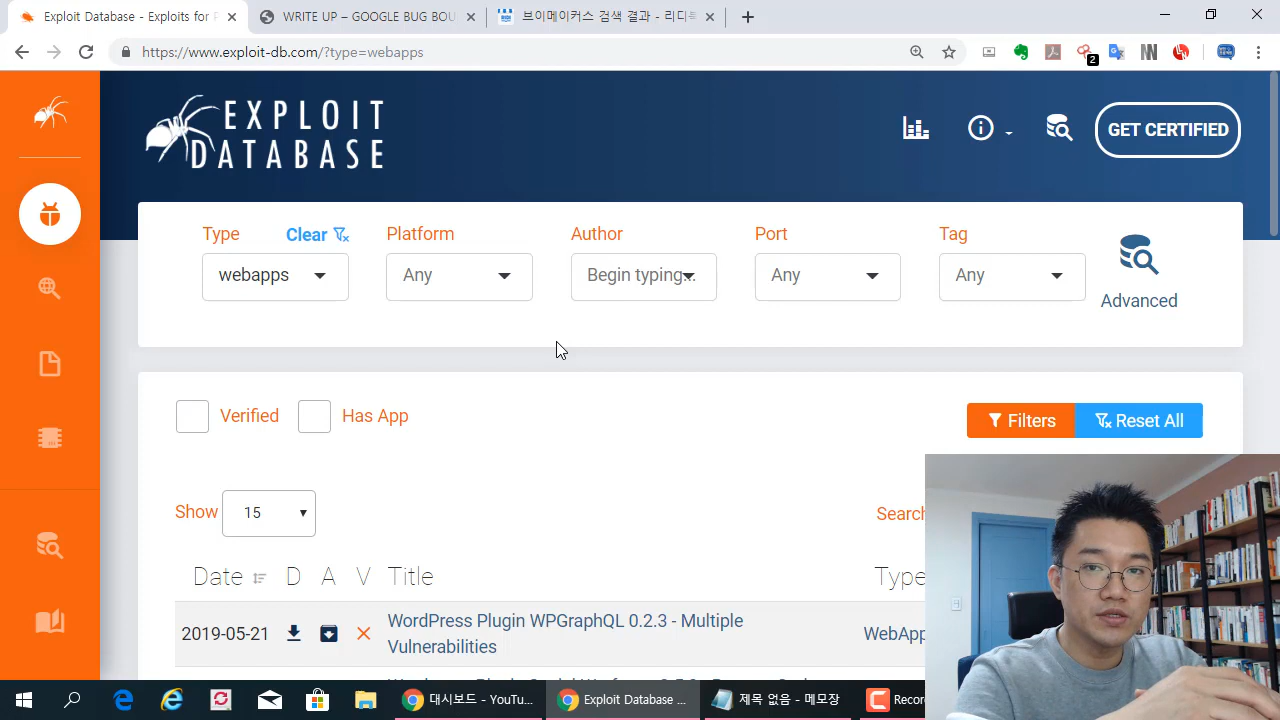 Exploit Database - Exploits for P
WRITE UP – GOOGLE BUG BOU
브이메이커스 검색 결과 - 리디북
https://www.exploit-db.com/?type=webapps
2
EXPLOIT
DATABASE
GET CERTIFIED
Type
Clear
Platform
Author
Port
Tag
webapps
Any
Begin typing...
Any
Any
Advanced
Verified
Has App
Filters
Reset All
Show
15
Search
Date
D
A
V
Title
Type
2019-05-21
WordPress Plugin WPGraphQL 0.2.3 - Multiple
Vulnerabilities
WebApp
대시보드 - YouTu...
Exploit Database ...
제목 없음 - 메모장
Recor